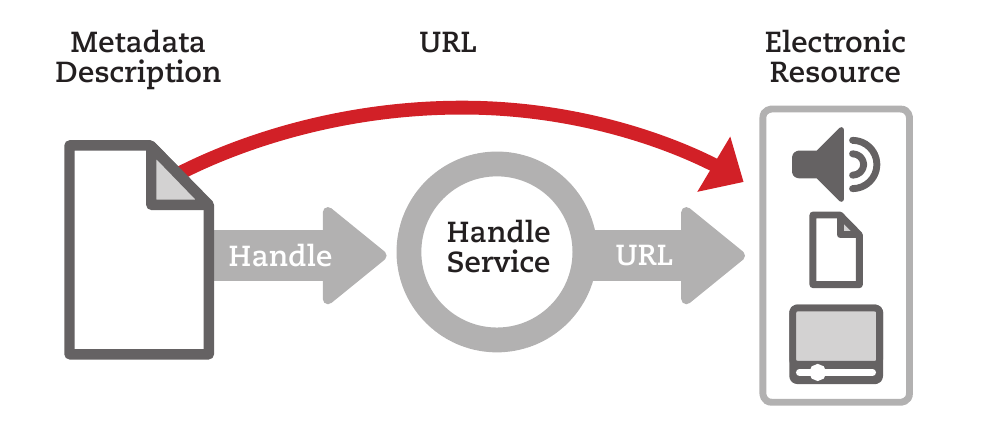 Metadata
Description
URL
Electronic
Resource
Handle
Handle
Service
URL